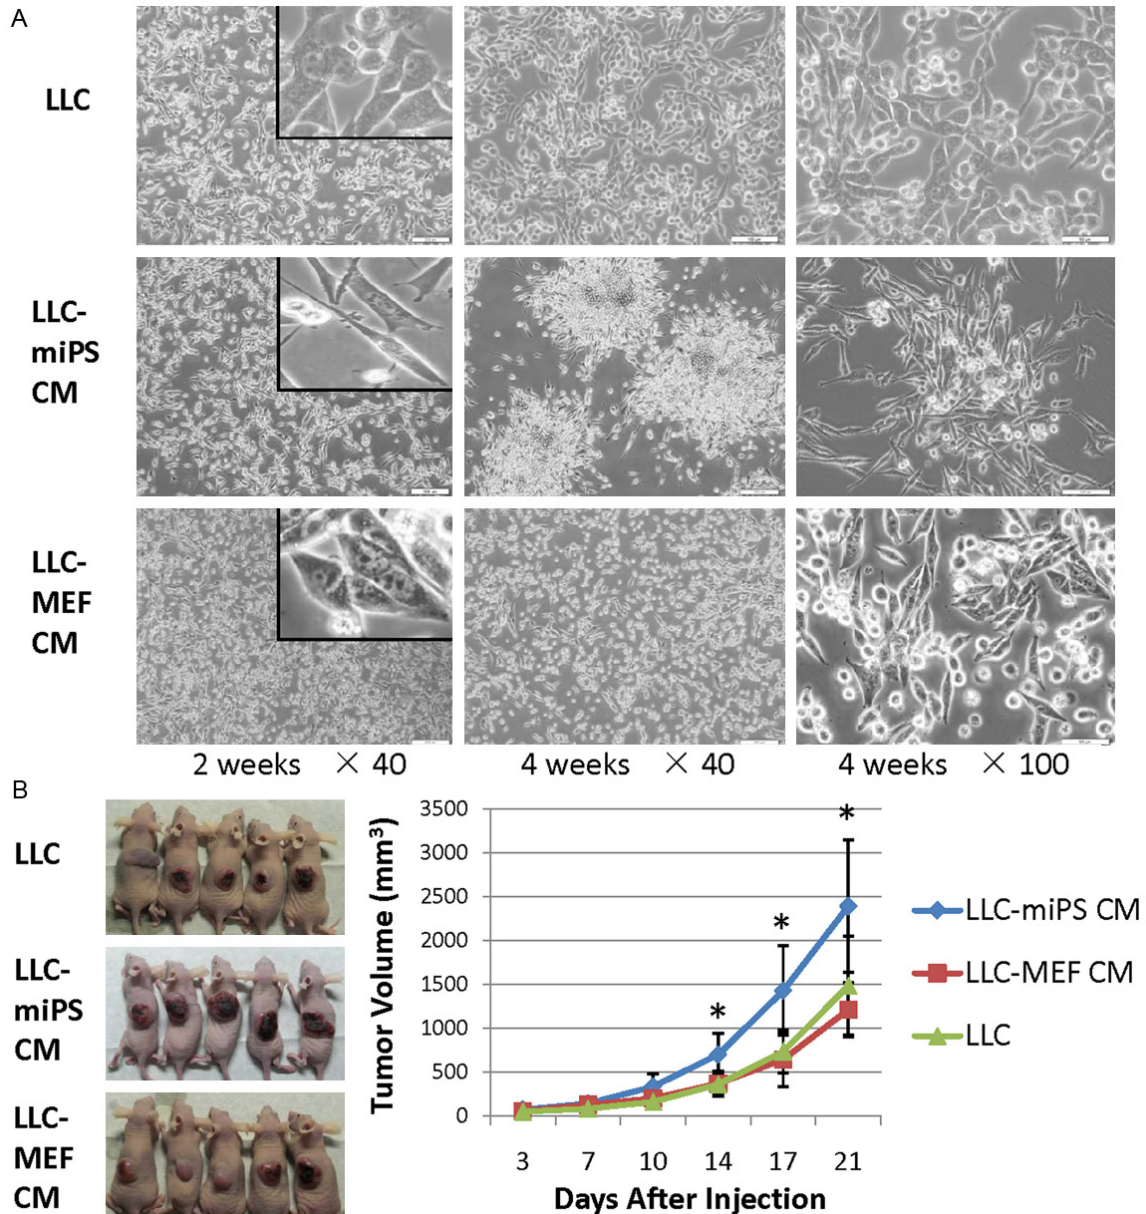 A
LLC
LLC-
miPS
CM
LLC-
MEF
CM
2 weeks × 40
4 weeks × 40
4 weeks × 100
B
LLC
LLC-
miPS
CM
LLC-
MEF
CM
Tumor Volume (mm³)
3500
3000
2500
2000
1500
1000
500
0
*
*
*
3 7 10 14 17 21
Days After Injection
LLC-miPS CM
LLC-MEF CM
LLC